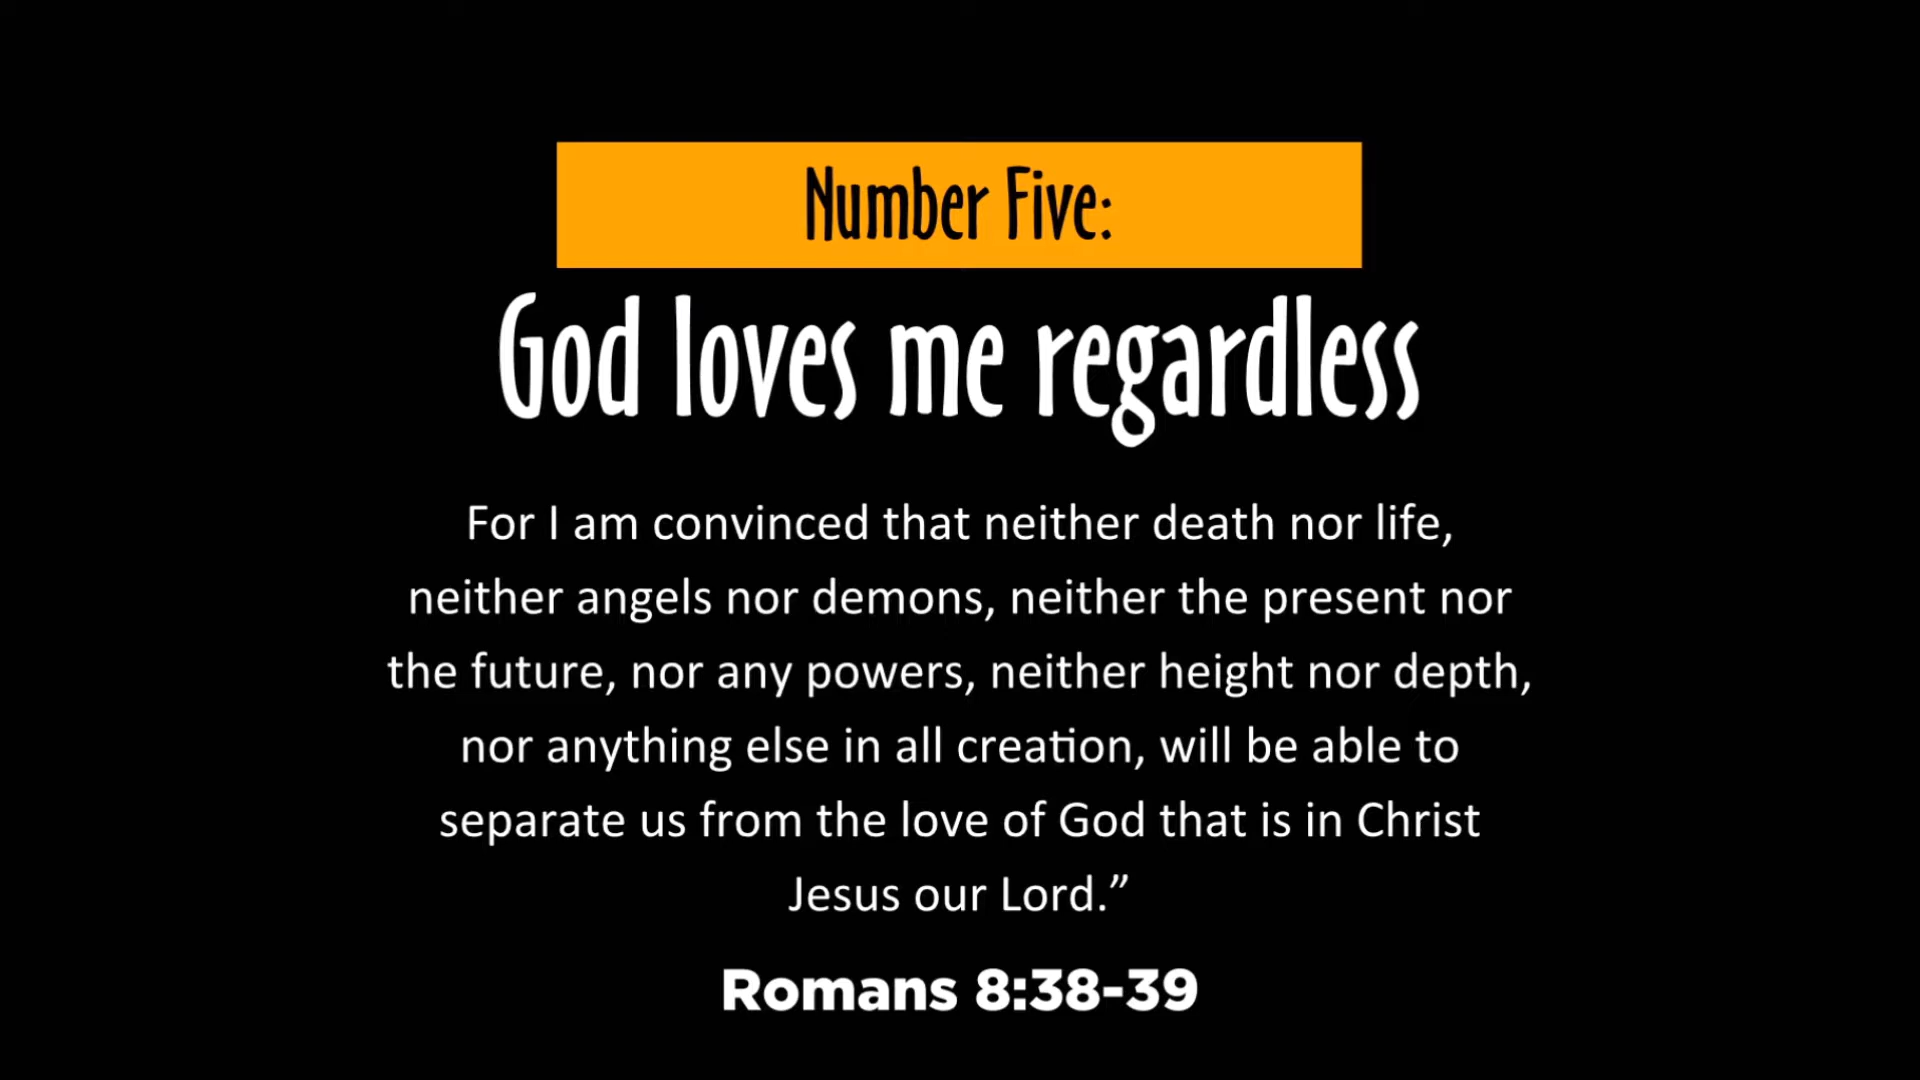 Number Five:
God loves me regardless
For I am convinced that neither death nor life,
neither angels nor demons, neither the present nor
the future, nor any powers, neither height nor depth,
nor anything else in all creation, will be able to
separate us from the love of God that is in Christ
Jesus our Lord.”
Romans 8:38-39